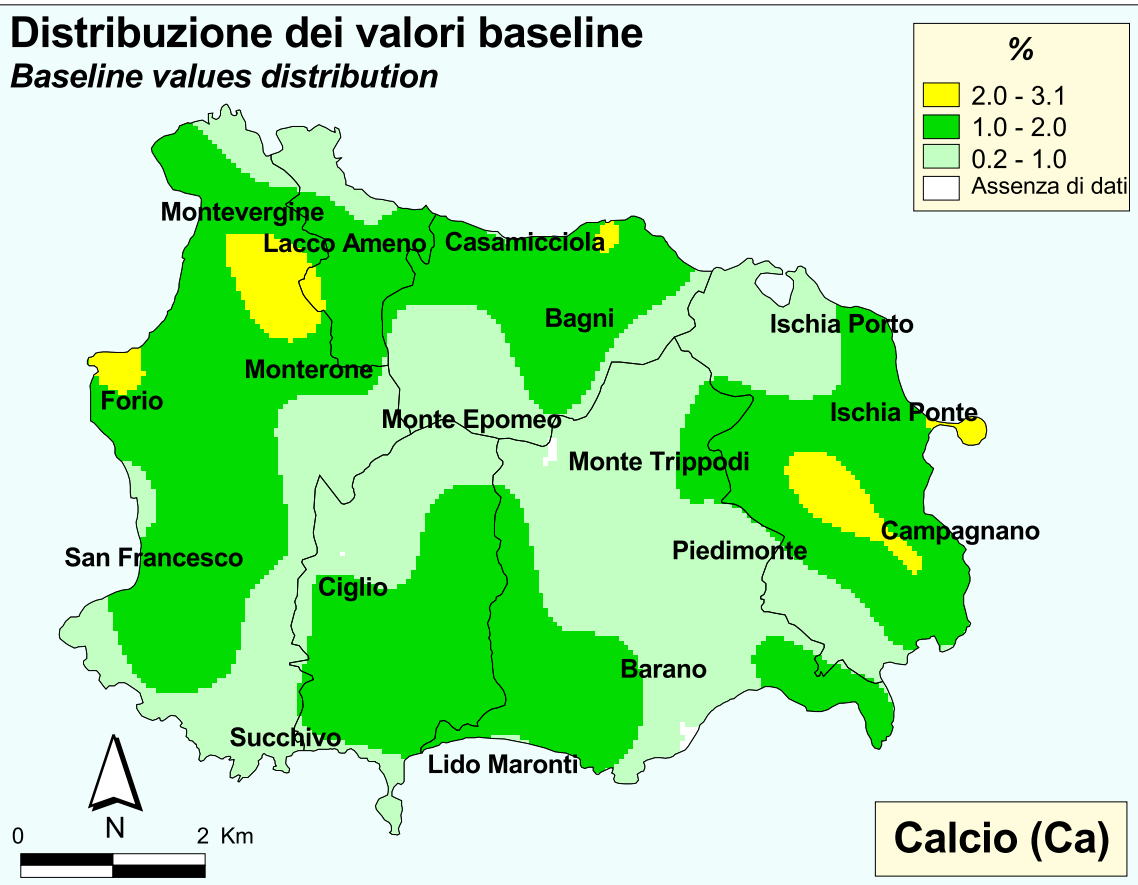 Distribuzione dei valori baseline
Baseline values distribution
%
2.0 - 3.1
1.0 - 2.0
0.2 - 1.0
Assenza di dati
Montevergine
Lacco Ameno
Casamicciola
Bagni
Ischia Porto
Monterone
Forio
Monte Epomeo
Ischia Ponte
Monte Trippodi
Campagnano
San Francesco
Piedimonte
Ciglio
Barano
Succhivo
Lido Maronti
N
0 2 Km
Calcio (Ca)